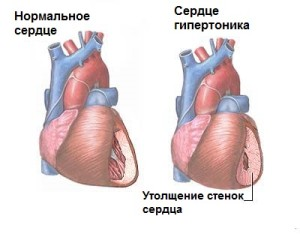 Нормальное
сердце
Сердце
гипертоника
Утолщение стенок
сердца